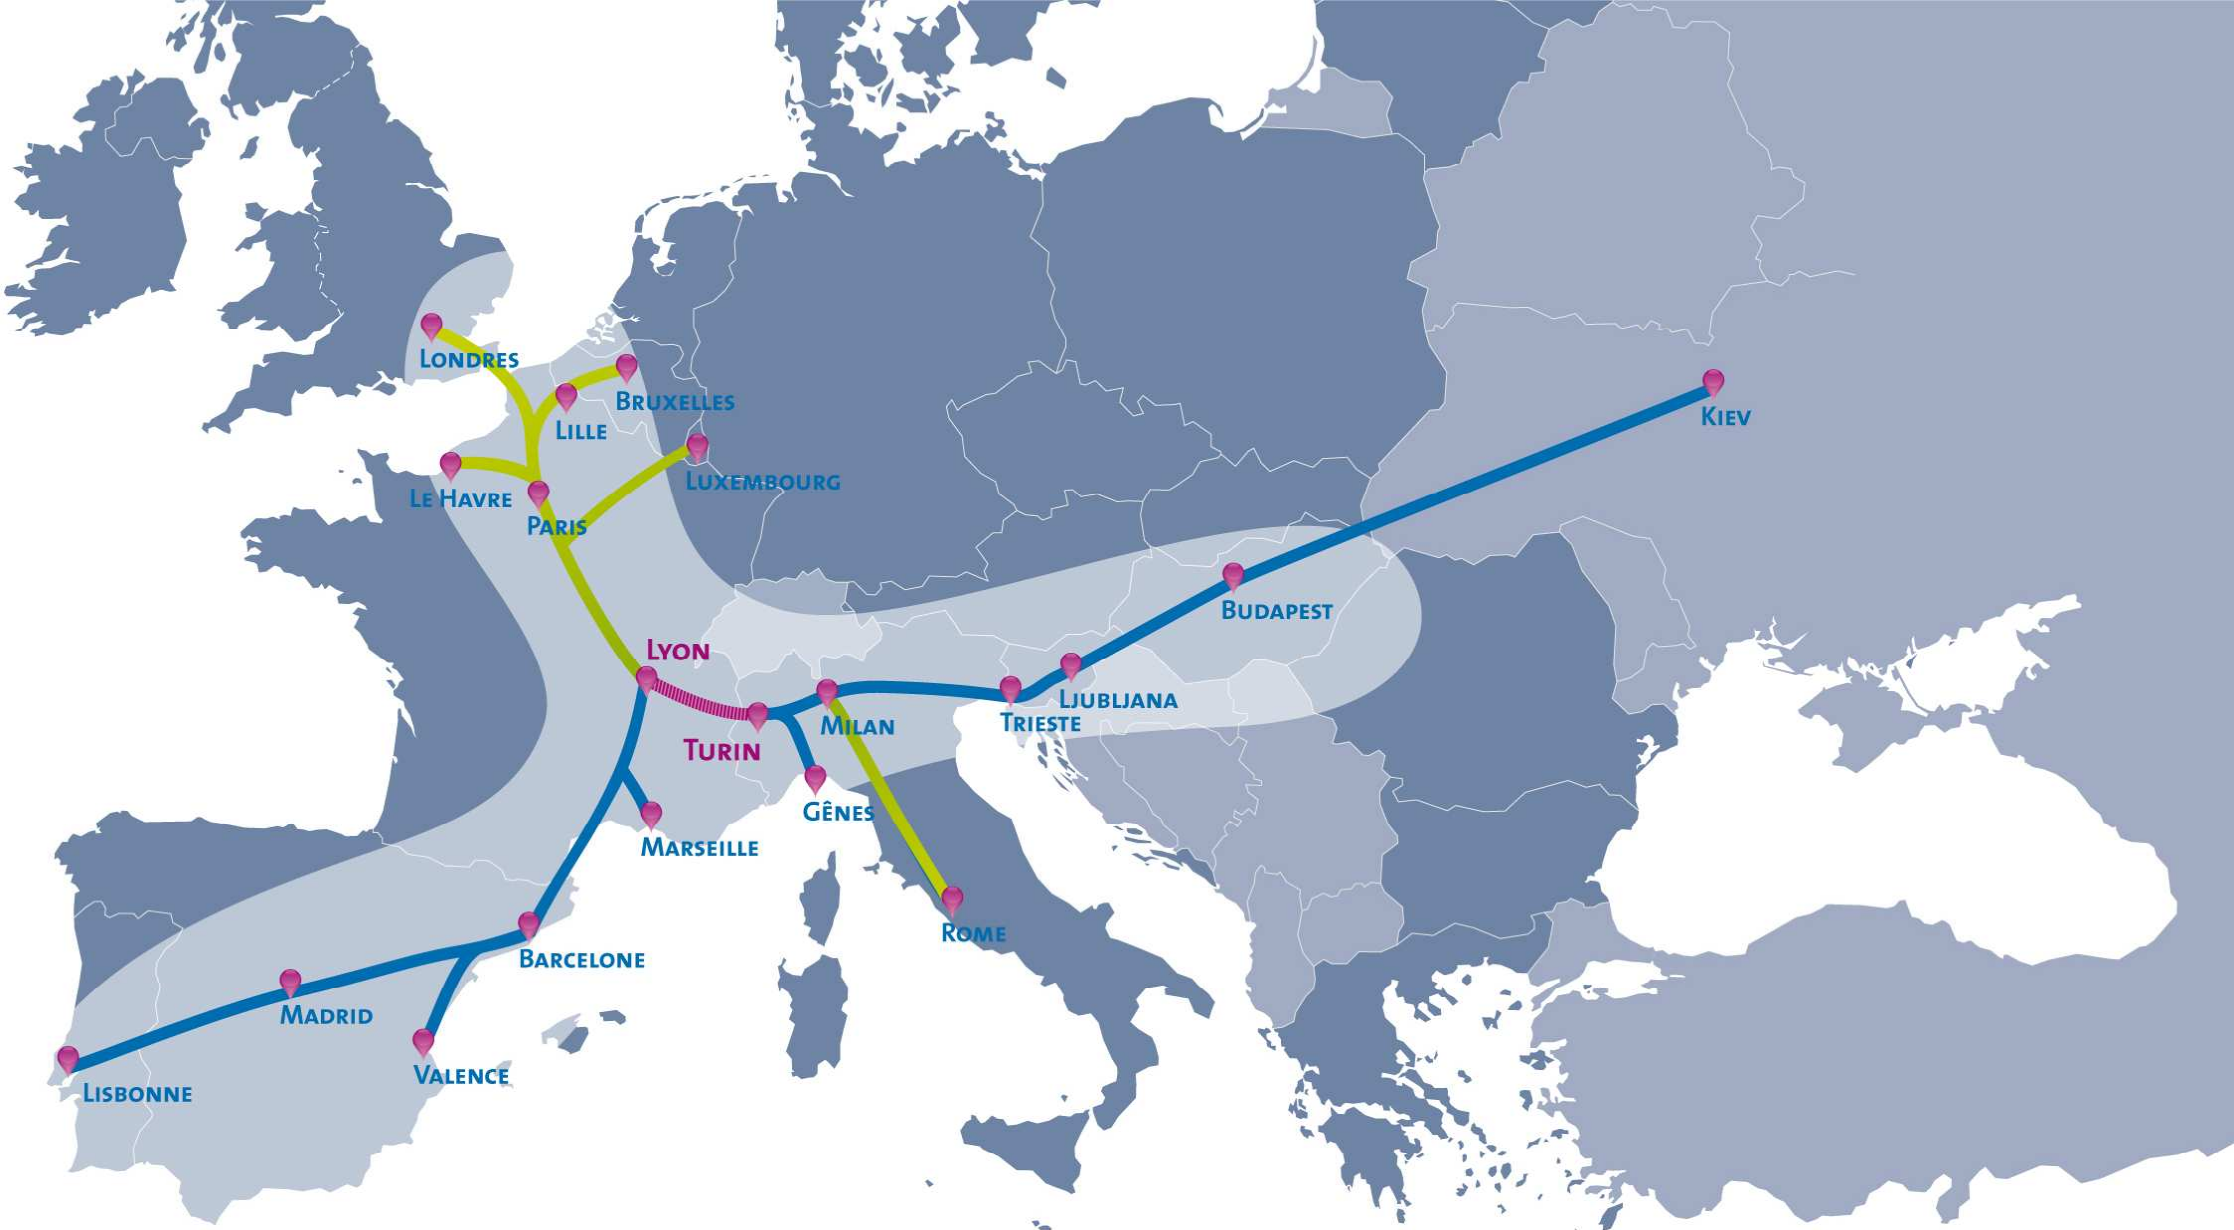 Londres
Bruxelles
Lille
Kiev
Luxembourg
Le Havre
Paris
Budapest
Lyon
Ljubljana
Trieste
Milan
Turin
Gênes
Marseille
Rome
Barcelone
Madrid
Valence
Lisbonne